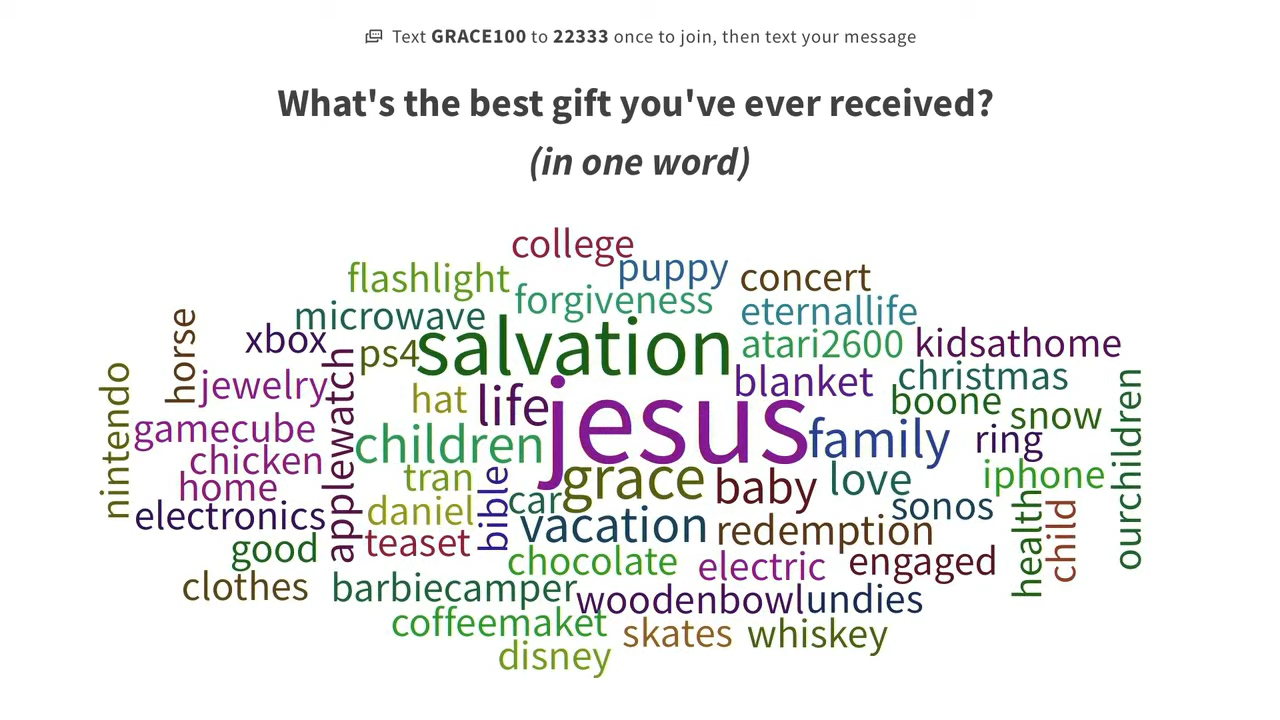 Text GRACE100 to 22333 once to join, then text your message
What's the best gift you've ever received?
(in one word)
college
puppy
concert
flashlight
forgiveness
eternallife
microwave
horse
xbox
ps4
salvation
atari2600
kidsathome
nintendo
jewelry
applewatch
hat
life
jesus
blanket
christmas
boone
snow
ourchildren
gamecube
children
family
ring
chicken
home
tran
bible
grace
baby
love
iphone
electronics
daniel
car
vacation
redemption
sonos
health
child
good
teaset
chocolate
electric
engaged
clothes
barbiecamper
woodenbowl
undies
coffeemaket
skates
whiskey
disney